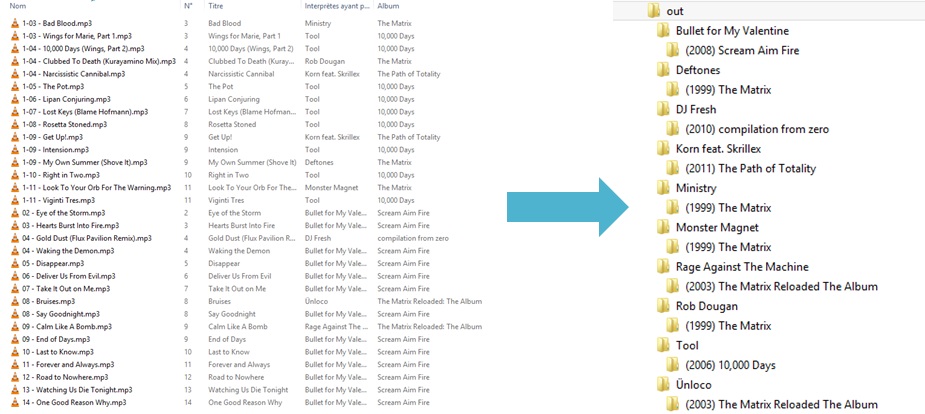 Nom N° Titre Interprètes ayant p... Album
1-03 - Bad Blood.mp3 3 Bad Blood Ministry The Matrix
1-03 - Wings for Marie, Part 1.mp3 3 Wings for Marie, Part 1 Tool 10,000 Days
1-04 - 10,000 Days (Wings, Part 2).mp3 4 10,000 Days (Wings, Part 2) Tool 10,000 Days
1-04 - Clubbed To Death (Kurayamino Mix).mp3 4 Clubbed To Death (Kuray... Rob Dougan The Matrix
1-04 - Narcissistic Cannibal.mp3 4 Narcissistic Cannibal Korn feat. Skrillex The Path of Totality
1-05 - The Pot.mp3 5 The Pot Tool 10,000 Days
1-06 - Lipan Conjuring.mp3 6 Lipan Conjuring Tool 10,000 Days
1-07 - Lost Keys (Blame Hofmann).mp3 7 Lost Keys (Blame Hofmann) Tool 10,000 Days
1-08 - Rosetta Stoned.mp3 8 Rosetta Stoned Tool 10,000 Days
1-09 - Get Up!.mp3 9 Get Up! Korn feat. Skrillex The Path of Totality
1-09 - Intension.mp3 9 Intension Tool 10,000 Days
1-09 - My Own Summer (Shove It).mp3 9 My Own Summer (Shove It) Deftones The Matrix
1-10 - Right in Two.mp3 10 Right in Two Tool 10,000 Days
1-11 - Look To Your Orb For The Warning.mp3 11 Look To Your Orb For The... Monster Magnet The Matrix
1-11 - Viginti Tres.mp3 11 Viginti Tres Tool 10,000 Days
02 - Eye of the Storm.mp3 2 Eye of the Storm Bullet for My Vale... Scream Aim Fire
03 - Hearts Burst Into Fire.mp3 3 Hearts Burst Into Fire Bullet for My Vale... Scream Aim Fire
04 - Gold Dust (Flux Pavilion Remix).mp3 4 Gold Dust (Flux Pavilion R... DJ Fresh compilation from zero
04 - Waking the Demon.mp3 4 Waking the Demon Bullet for My Vale... Scream Aim Fire
05 - Disappear.mp3 5 Disappear Bullet for My Vale... Scream Aim Fire
06 - Deliver Us From Evil.mp3 6 Deliver Us From Evil Bullet for My Vale... Scream Aim Fire
07 - Take It Out on Me.mp3 7 Take It Out on Me Bullet for My Vale... Scream Aim Fire
08 - Bruises.mp3 8 Bruises Ünloco The Matrix Reloaded: The Album
08 - Say Goodnight.mp3 8 Say Goodnight Bullet for My Vale... Scream Aim Fire
09 - Calm Like A Bomb.mp3 9 Calm Like A Bomb Rage Against The ... The Matrix Reloaded: The Album
09 - End of Days.mp3 9 End of Days Bullet for My Vale... Scream Aim Fire
10 - Last to Know.mp3 10 Last to Know Bullet for My Vale... Scream Aim Fire
11 - Forever and Always.mp3 11 Forever and Always Bullet for My Vale... Scream Aim Fire
12 - Road to Nowhere.mp3 12 Road to Nowhere Bullet for My Vale... Scream Aim Fire
13 - Watching Us Die Tonight.mp3 13 Watching Us Die Tonight Bullet for My Vale... Scream Aim Fire
14 - One Good Reason Why.mp3 14 One Good Reason Why Bullet for My Vale... Scream Aim Fire
out
Bullet for My Valentine
(2008) Scream Aim Fire
Deftones
(1999) The Matrix
DJ Fresh
(2010) compilation from zero
Korn feat. Skrillex
(2011) The Path of Totality
Ministry
(1999) The Matrix
Monster Magnet
(1999) The Matrix
Rage Against The Machine
(2003) The Matrix Reloaded The Album
Rob Dougan
(1999) The Matrix
Tool
(2006) 10,000 Days
Ünloco
(2003) The Matrix Reloaded The Album